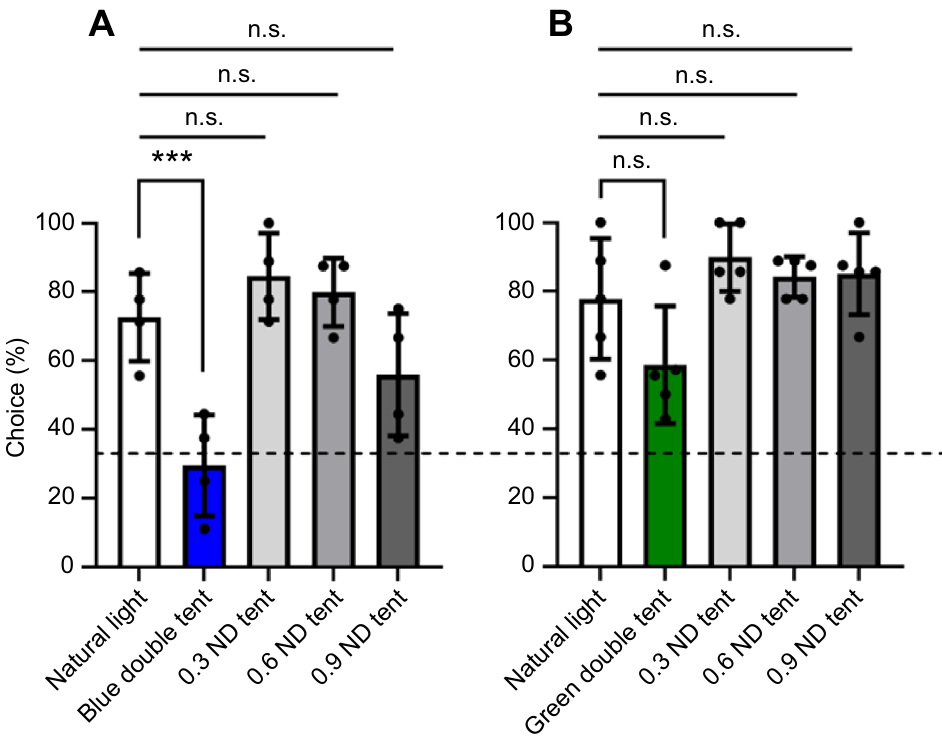 A
n.s.
n.s.
n.s.
***
Choice (%)
100
80
60
40
20
0
Natural light
Blue double tent
0.3 ND tent
0.6 ND tent
0.9 ND tent
B
n.s.
n.s.
n.s.
n.s.
100
80
60
40
20
0
Natural light
Green double tent
0.3 ND tent
0.6 ND tent
0.9 ND tent